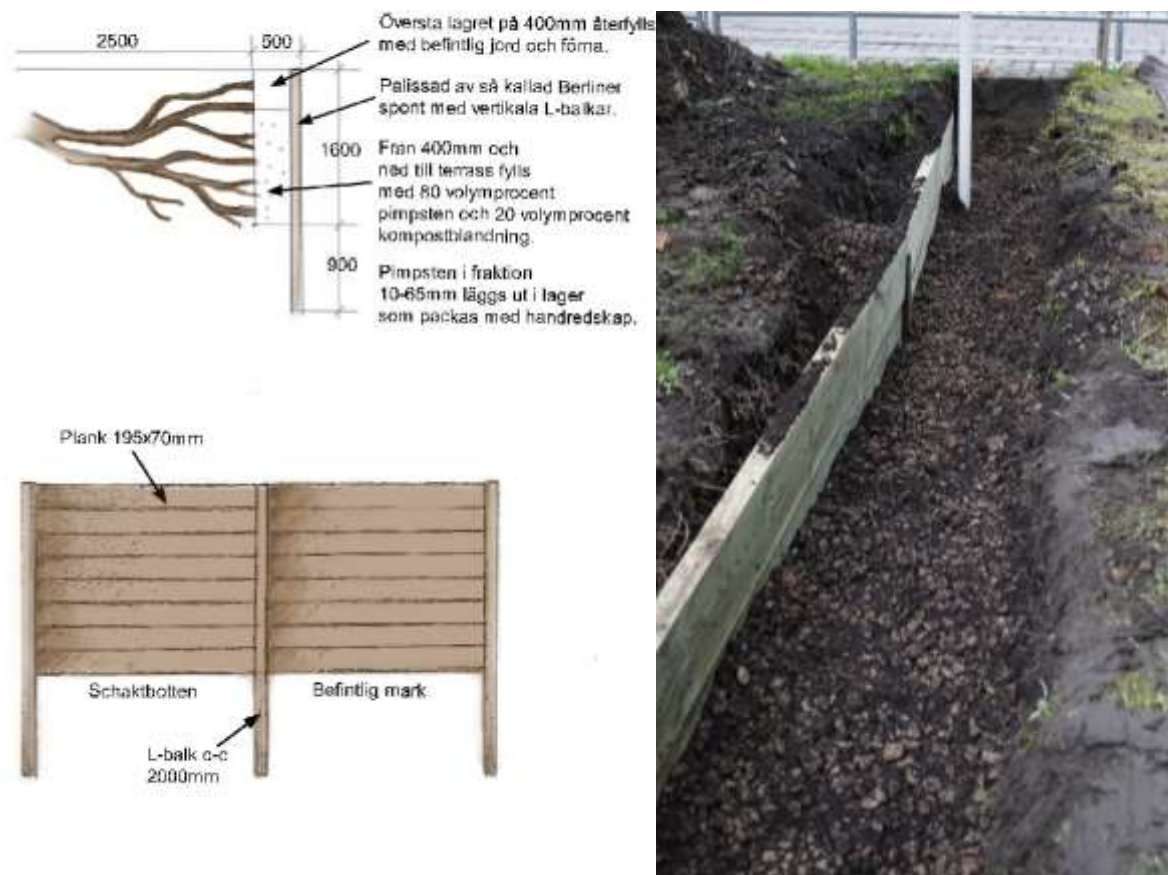 2500
500
Översta lagret på 400mm återfylls
med befintlig jord och förna.
Palissad av så kallad Berliner
spont med vertikala L-balkar.
1600
Från 400mm och
ned till terrass fylls
med 80 volymprocent
pimpsten och 20 volymprocent
kompostblandning.
900
Pimpsten i fraktion
10-65mm läggs ut i lager
som packas med handredskap.
Plank 195x70mm
Schaktbotten
Befintlig mark
L-balk c-c
2000mm